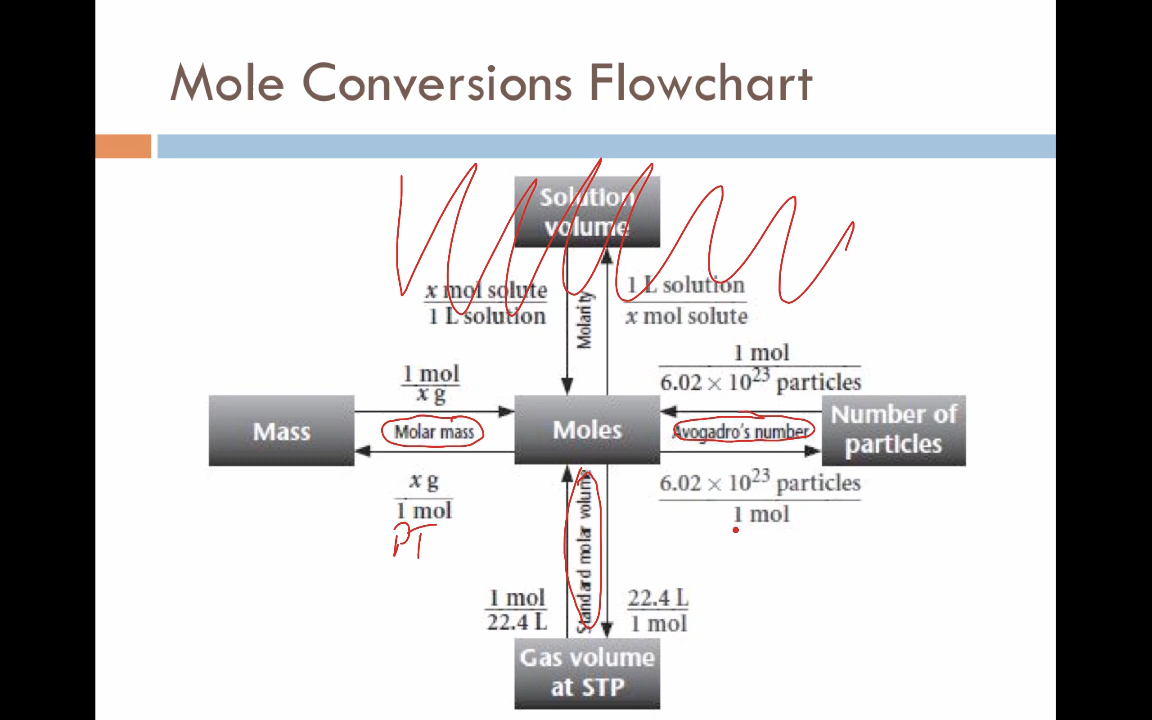 Mole Conversions Flowchart
Solution
volume
x mol solute
1 L solution
Molarity
1 L solution
x mol solute
1 mol
x g
1 mol
6.02 × 10²³ particles
Mass
Molar mass
Moles
Avogadro's number
Number of
particles
x g
1 mol
PT
Standard molar volume
6.02 × 10²³ particles
1 mol
1 mol
22.4 L
22.4 L
1 mol
Gas volume
at STP